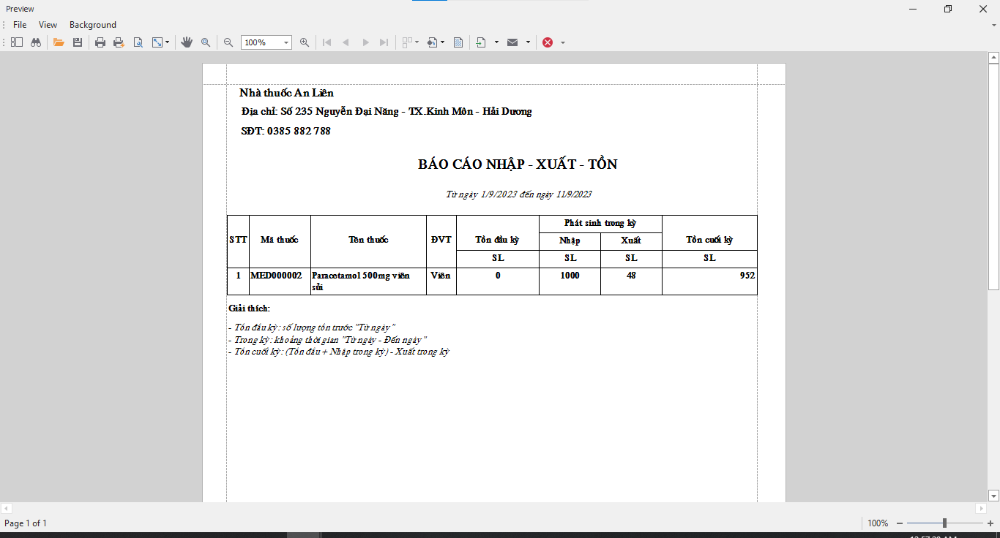 Preview
File View Background
100%
Nhà thuốc An Liên
Địa chỉ: Số 235 Nguyễn Đại Năng - TX.Kinh Môn - Hải Dương
SĐT: 0385 882 788
BÁO CÁO NHẬP - XUẤT - TỒN
Từ ngày 1/9/2023 đến ngày 11/9/2023
STT Mã thuốc Tên thuốc ĐVT Tồn đầu kỳ Phát sinh trong kỳ Tồn cuối kỳ
Nhập Xuất
SL SL SL SL
1 MED000002 Paracetamol 500mg viên Viên 0 1000 48 952
sủi
Giải thích:
- Tồn đầu kỳ: số lượng tồn trước "Từ ngày"
- Trong kỳ: khoảng thời gian "Từ ngày - Đến ngày"
- Tồn cuối kỳ: (Tồn đầu + Nhập trong kỳ) - Xuất trong kỳ
Page 1 of 1 100%